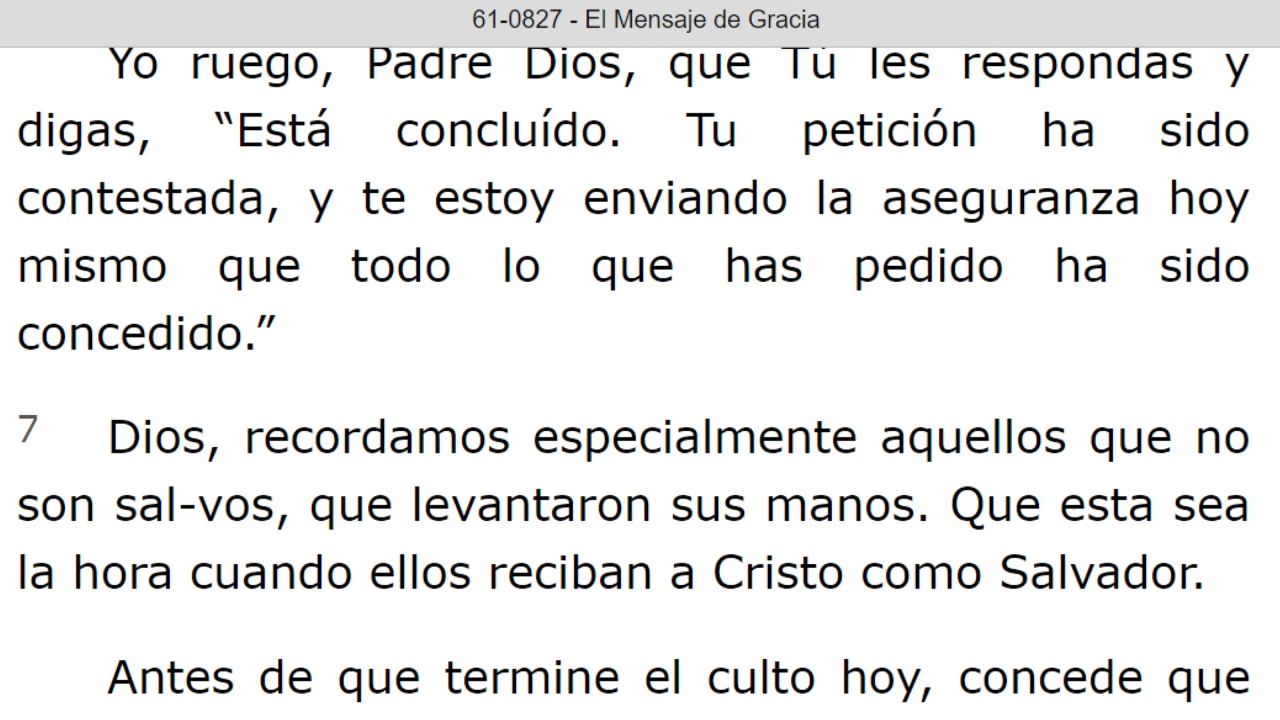 61-0827 - El Mensaje de Gracia
Yo ruego, Padre Dios, que Tú les respondas y
digas, “Está concluído. Tu petición ha sido
contestada, y te estoy enviando la aseguranza hoy
mismo que todo lo que has pedido ha sido
concedido.”
7 Dios, recordamos especialmente aquellos que no
son sal-vos, que levantaron sus manos. Que esta sea
la hora cuando ellos reciban a Cristo como Salvador.
Antes de que termine el culto hoy, concede que